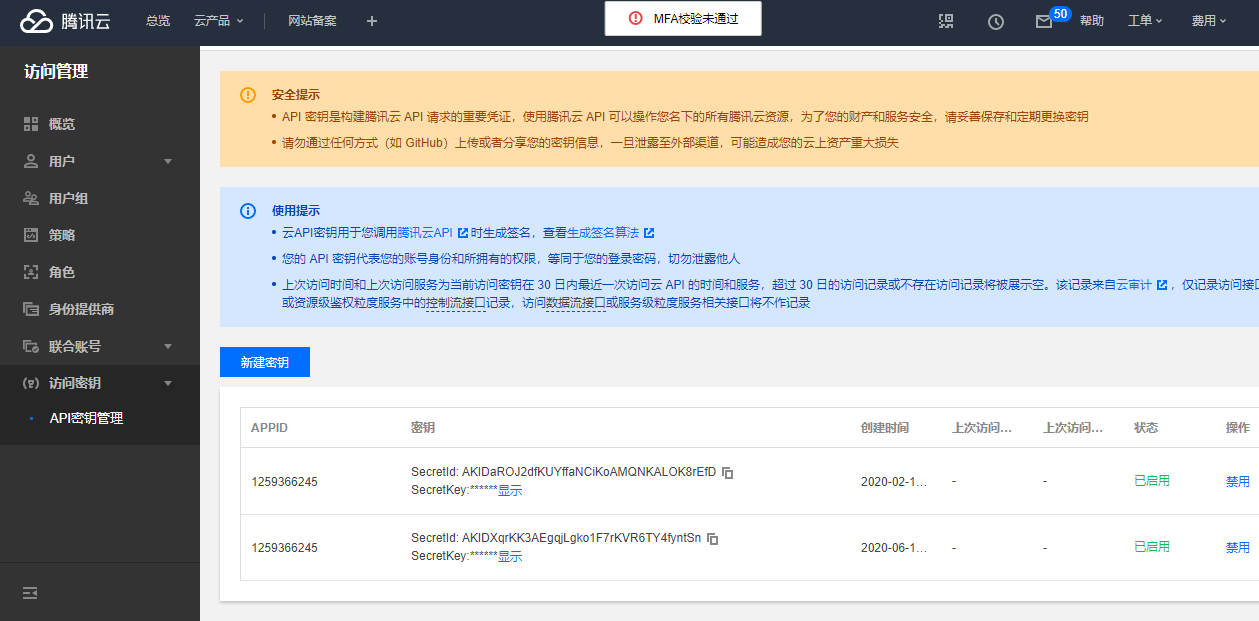 腾讯云 总览 云产品 网站备案 + MFA校验未通过 50 帮助 工单 费用
访问管理
概览
用户
用户组
策略
角色
身份提供商
联合账号
访问密钥
API密钥管理
安全提示
• API 密钥是构建腾讯云 API 请求的重要凭证，使用腾讯云 API 可以操作您名下的所有腾讯云资源，为了您的财产和服务安全，请妥善保存和定期更换密钥
• 请勿通过任何方式（如 GitHub）上传或者分享您的密钥信息，一旦泄露至外部渠道，可能造成您的云上资产重大损失
使用提示
• 云API密钥用于您调用腾讯云API 时生成签名，查看生成签名算法
• 您的 API 密钥代表您的账号身份和所拥有的权限，等同于您的登录密码，切勿泄露他人
• 上次访问时间和上次访问服务为当前访问密钥在 30 日内最近一次访问云 API 的时间和服务，超过 30 日的访问记录或不存在访问记录将被展示空。该记录来自云审计 ，仅记录访问接口
或资源级鉴权粒度服务中的控制流接口记录，访问数据流接口或服务级粒度服务相关接口将不作记录
新建密钥
APPID 密钥 创建时间 上次访问... 上次访问... 状态 操作
1259366245 SecretId: AKIDaROJ2dfKUYffaNCiKoAMQNKALOK8rEfD 2020-02-1... - - 已启用 禁用
SecretKey:******显示
1259366245 SecretId: AKIDXqrKK3AEgqjLgko1F7rKVR6TY4fyntSn 2020-06-1... - - 已启用 禁用
SecretKey:******显示